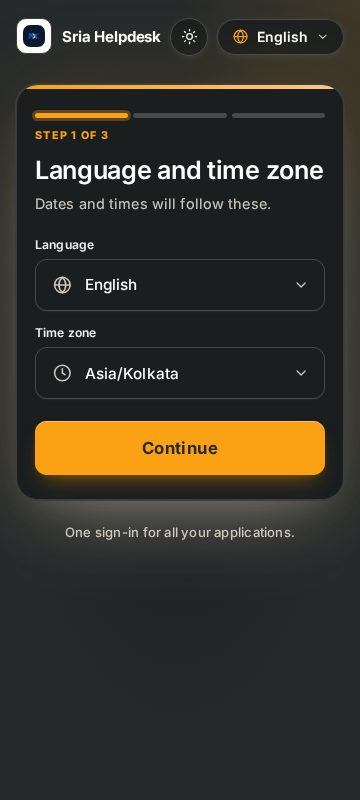 Sria Helpdesk
English
STEP 1 OF 3
Language and time zone
Dates and times will follow these.
Language
English
Time zone
Asia/Kolkata
Continue
One sign-in for all your applications.